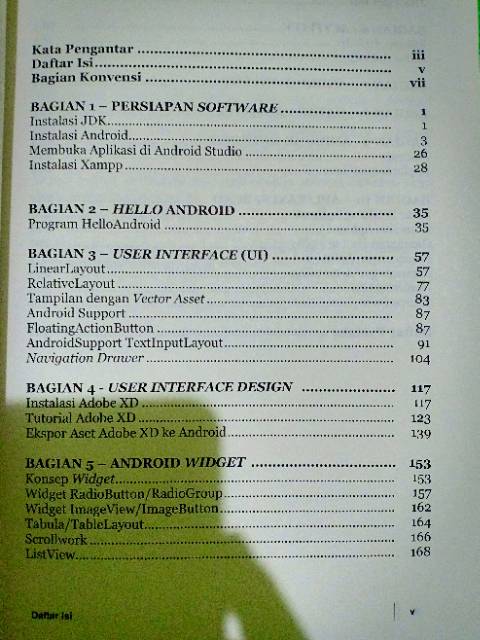 Kata Pengantar ........ iii
Daftar Isi ........ v
Bagian Konvensi ........ vii
BAGIAN 1 – PERSIAPAN SOFTWARE ........ 1
Instalasi JDK ........ 1
Instalasi Android ........ 3
Membuka Aplikasi di Android Studio ........ 26
Instalasi Xampp ........ 28
BAGIAN 2 – HELLO ANDROID ........ 35
Program HelloAndroid ........ 35
BAGIAN 3 – USER INTERFACE (UI) ........ 57
LinearLayout ........ 57
RelativeLayout ........ 77
Tampilan dengan Vector Asset ........ 83
Android Support ........ 87
FloatingActionButton ........ 87
AndroidSupport TextInputLayout ........ 91
Navigation Drawer ........ 104
BAGIAN 4 - USER INTERFACE DESIGN ........ 117
Instalasi Adobe XD ........ 117
Tutorial Adobe XD ........ 123
Ekspor Aset Adobe XD ke Android ........ 139
BAGIAN 5 – ANDROID WIDGET ........ 153
Konsep Widget ........ 153
Widget RadioButton/RadioGroup ........ 157
Widget ImageView/ImageButton ........ 162
Tabula/TableLayout ........ 164
Scrollwork ........ 166
ListView ........ 168
Daftar Isi | v